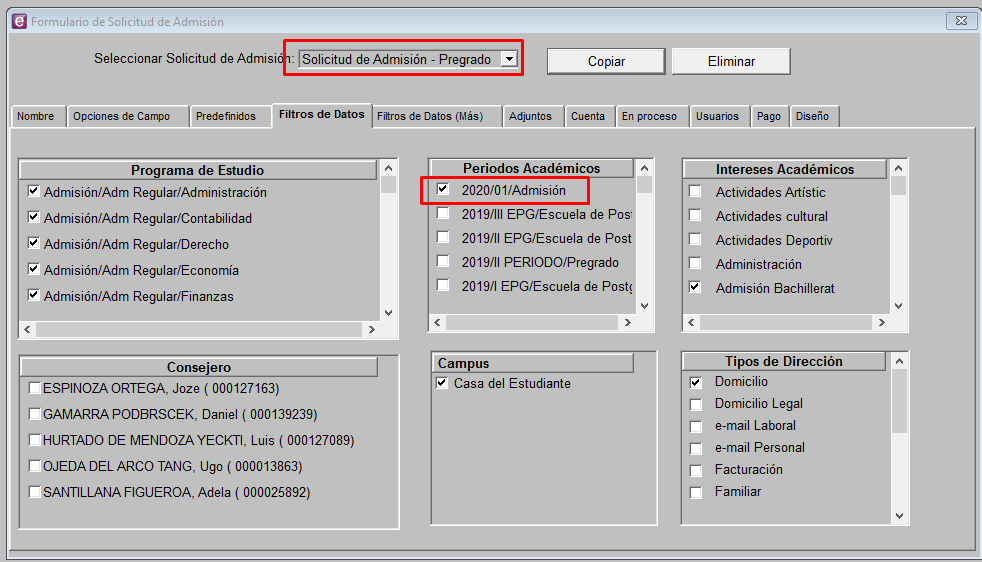 e Formulario de Solicitud de Admisión
Seleccionar Solicitud de Admisión: Solicitud de Admisión - Pregrado Copiar Eliminar
Nombre Opciones de Campo Predefinidos Filtros de Datos Filtros de Datos (Más) Adjuntos Cuenta En proceso Usuarios Pago Diseño
Programa de Estudio
Admisión/Adm Regular/Administración
Admisión/Adm Regular/Contabilidad
Admisión/Adm Regular/Derecho
Admisión/Adm Regular/Economía
Admisión/Adm Regular/Finanzas
Periodos Académicos
2020/01/Admisión
2019/III EPG/Escuela de Post
2019/II EPG/Escuela de Post
2019/II PERIODO/Pregrado
2019/I EPG/Escuela de Postg
Intereses Académicos
Actividades Artístic
Actividades cultural
Actividades Deportiv
Administración
Admisión Bachillerat
Consejero
ESPINOZA ORTEGA, Joze ( 000127163)
GAMARRA PODBRSCEK, Daniel ( 000139239)
HURTADO DE MENDOZA YECKTI, Luis ( 000127089)
OJEDA DEL ARCO TANG, Ugo ( 000013863)
SANTILLANA FIGUEROA, Adela ( 000025892)
Campus
Casa del Estudiante
Tipos de Dirección
Domicilio
Domicilio Legal
e-mail Laboral
e-mail Personal
Facturación
Familiar